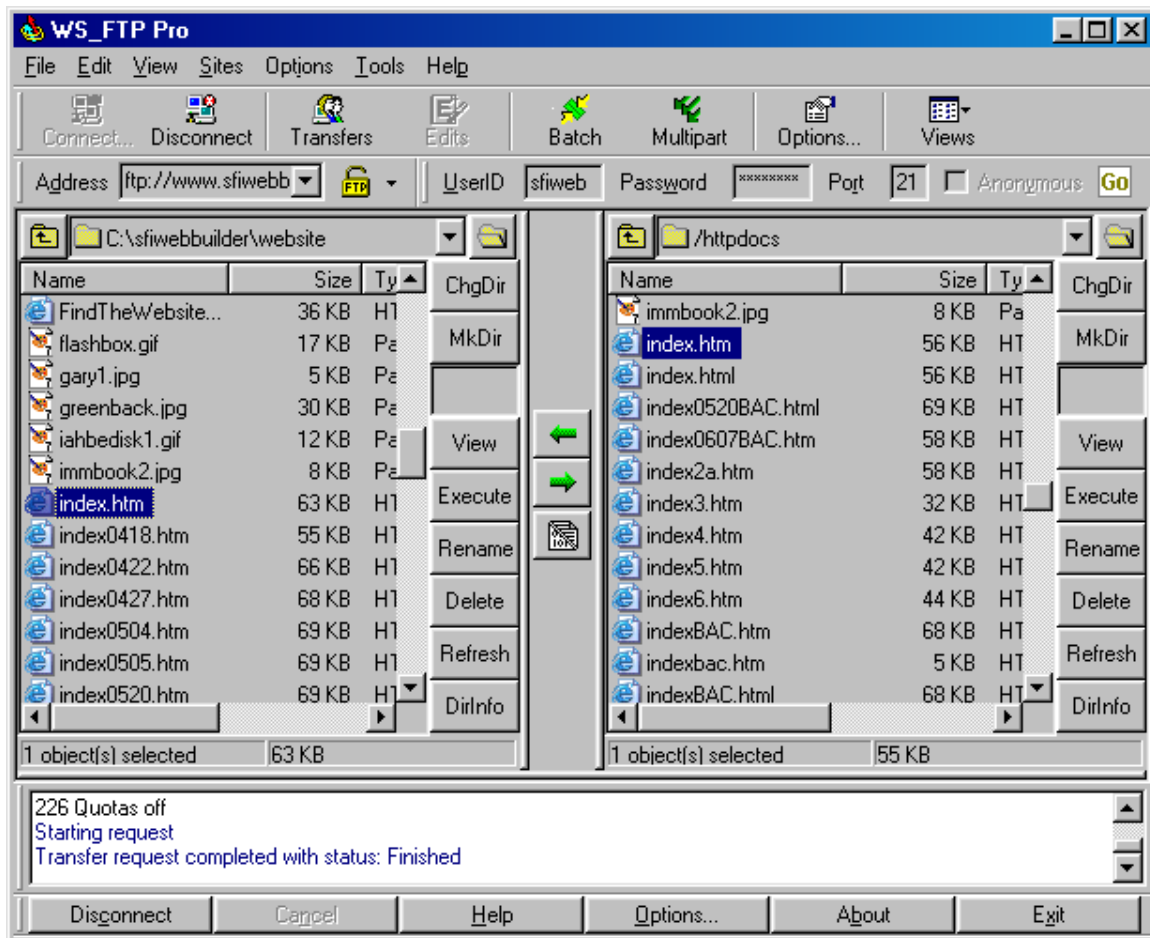 WS_FTP Pro
File Edit View Sites Options Tools Help
Connect... Disconnect Transfers Edits Batch Multipart Options... Views
Address ftp://www.sfiwebb FTP UserID sfiweb Password ********* Port 21 Anonymous Go
C:\sfiwebbuilder\website
Name Size Ty
FindTheWebsite... 36 KB HT
flashbox.gif 17 KB Pa
gary1.jpg 5 KB Pa
greenback.jpg 30 KB Pa
iahbedisk1.gif 12 KB Pa
immbook2.jpg 8 KB Pa
index.htm 63 KB HT
index0418.htm 55 KB HT
index0422.htm 66 KB HT
index0427.htm 68 KB HT
index0504.htm 69 KB HT
index0505.htm 69 KB HT
index0520.htm 69 KB HT
ChgDir
MkDir
View
Execute
Rename
Delete
Refresh
DirInfo
1 object(s) selected 63 KB
/httpdocs
Name Size Ty
immbook2.jpg 8 KB Pa
index.htm 56 KB HT
index.html 56 KB HT
index0520BAC.html 69 KB HT
index0607BAC.htm 58 KB HT
index2a.htm 58 KB HT
index3.htm 32 KB HT
index4.htm 42 KB HT
index5.htm 42 KB HT
index6.htm 44 KB HT
indexBAC.htm 68 KB HT
indexbac.htm 5 KB HT
indexBAC.html 68 KB HT
ChgDir
MkDir
View
Execute
Rename
Delete
Refresh
DirInfo
1 object(s) selected 55 KB
226 Quotas off
Starting request
Transfer request completed with status: Finished
Disconnect Cancel Help Options... About Exit